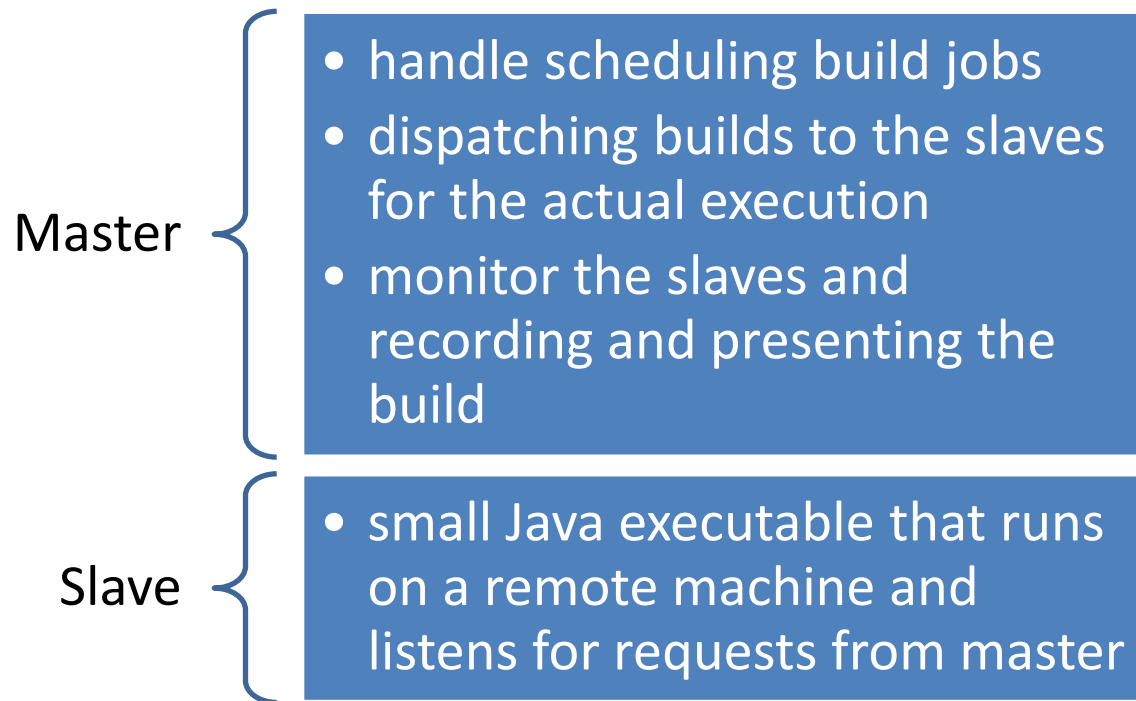 Master
• handle scheduling build jobs
• dispatching builds to the slaves
for the actual execution
• monitor the slaves and
recording and presenting the
build
Slave
• small Java executable that runs
on a remote machine and
listens for requests from master